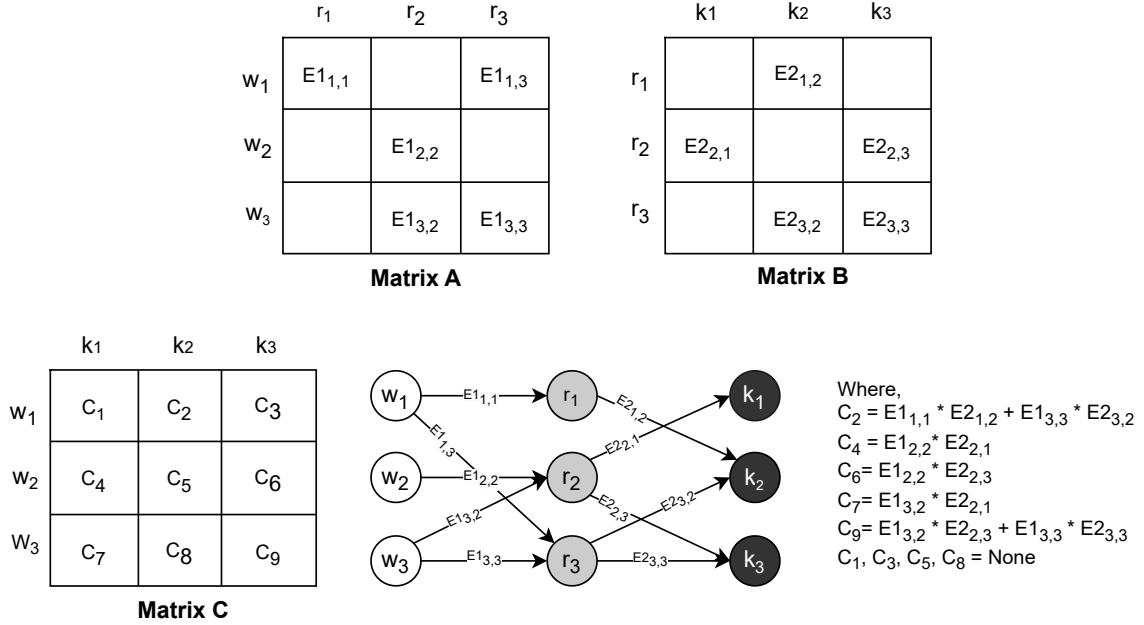 r₁ r₂ r₃
w₁ E1₁,₁ E1₁,₃
w₂ E1₂,₂
w₃ E1₃,₂ E1₃,₃
Matrix A
k₁ k₂ k₃
r₁ E2₁,₂
r₂ E2₂,₁ E2₂,₃
r₃ E2₃,₂ E2₃,₃
Matrix B
k₁ k₂ k₃
w₁ C₁ C₂ C₃
w₂ C₄ C₅ C₆
W₃ C₇ C₈ C₉
Matrix C
w₁ E1₁,₁ r₁ E2₁,₂ k₁
E1₁,₃ E2₂,₁
w₂ E1₂,₂ r₂ k₂
E1₃,₂ E2₂,₃ E2₃,₂
w₃ E1₃,₃ r₃ E2₃,₃ k₃
Where,
C₂ = E1₁,₁ * E2₁,₂ + E1₃,₃ * E2₃,₂
C₄ = E1₂,₂* E2₂,₁
C₆= E1₂,₂ * E2₂,₃
C₇= E1₃,₂ * E2₂,₁
C₉= E1₃,₂ * E2₂,₃ + E1₃,₃ * E2₃,₃
C₁, C₃, C₅, C₈ = None